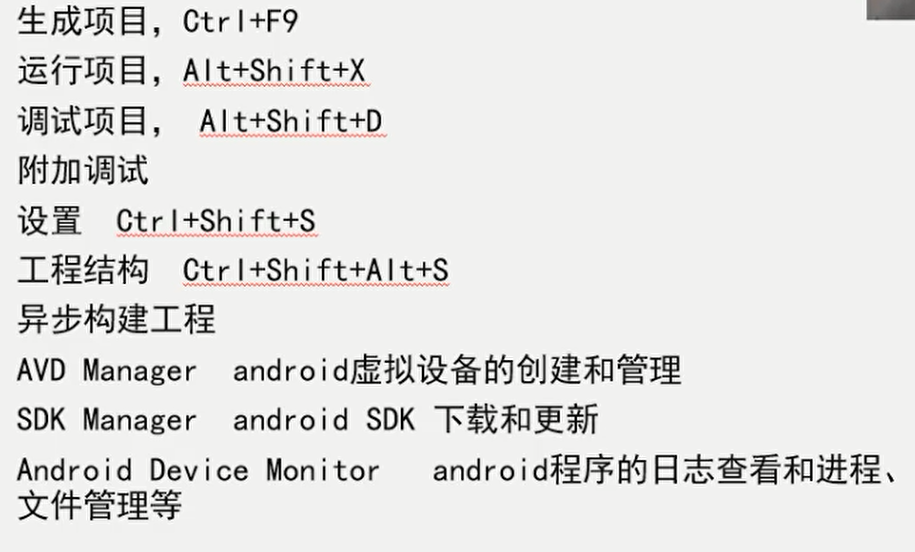 生成项目，Ctrl+F9
运行项目，Alt+Shift+X
调试项目， Alt+Shift+D
附加调试
设置  Ctrl+Shift+S
工程结构  Ctrl+Shift+Alt+S
异步构建工程
AVD Manager  android虚拟设备的创建和管理
SDK Manager  android SDK 下载和更新
Android Device Monitor   android程序的日志查看和进程、
文件管理等